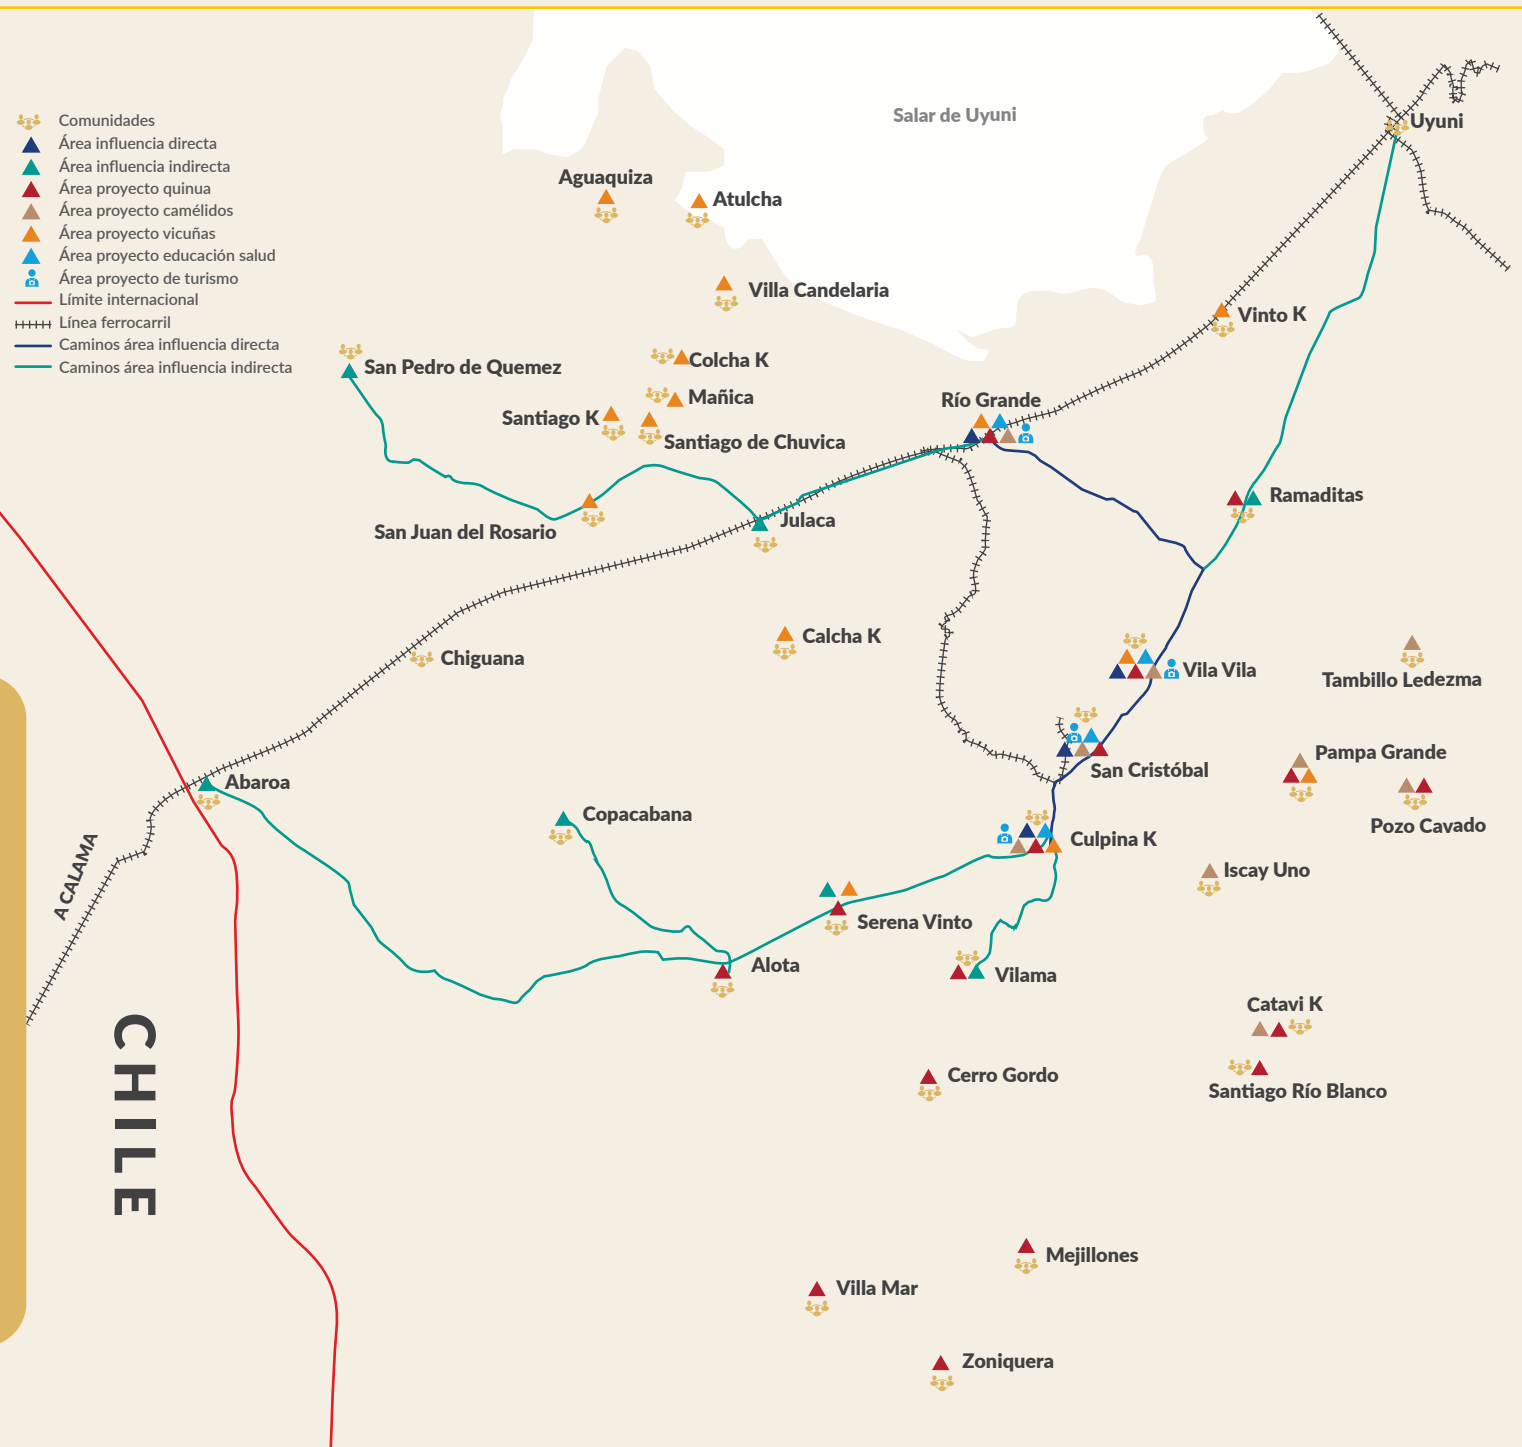 Salar de Uyuni
Uyuni
Comunidades
Área influencia directa
Área influencia indirecta
Área proyecto quinua
Área proyecto camélidos
Área proyecto vicuñas
Área proyecto educación salud
Área proyecto de turismo
Límite internacional
Línea ferrocarril
Caminos área influencia directa
Caminos área influencia indirecta
Aguaquiza
Atulcha
Villa Candelaria
Vinto K
San Pedro de Quemez
Colcha K
Mañica
Río Grande
Santiago K
Santiago de Chuvica
Ramaditas
San Juan del Rosario
Julaca
Calcha K
Chiguana
Vila Vila
Tambillo Ledezma
Pampa Grande
San Cristóbal
Abaroa
Copacabana
Pozo Cavado
Culpina K
A CALAMA
Iscay Uno
Serena Vinto
Alota
Vilama
Catavi K
CHILE
Cerro Gordo
Santiago Río Blanco
Mejillones
Villa Mar
Zoniquera